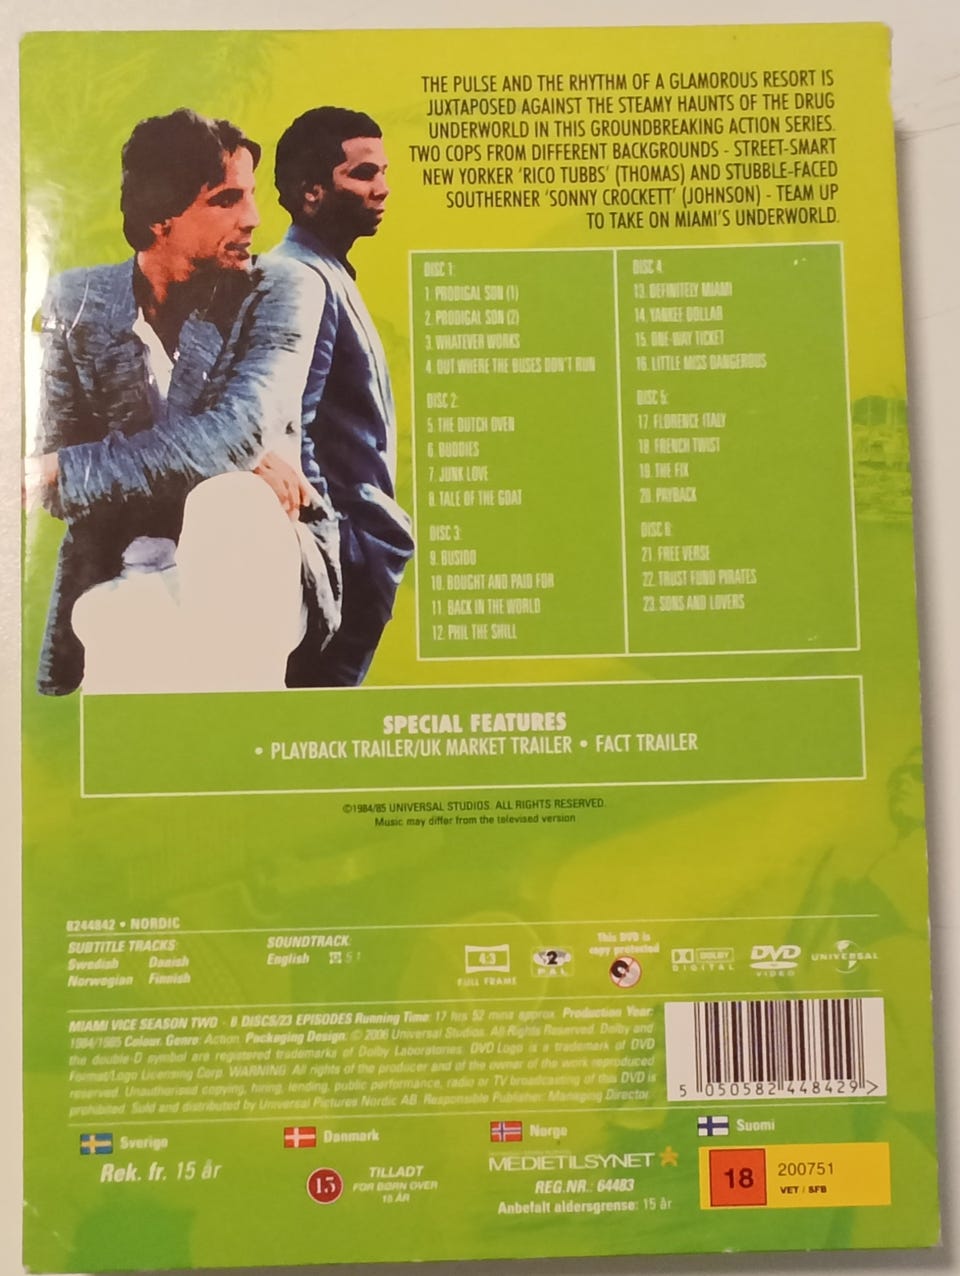 THE PULSE AND THE RHYTHM OF A GLAMOROUS RESORT IS
JUXTAPOSED AGAINST THE STEAMY HAUNTS OF THE DRUG
UNDERWORLD IN THIS GROUNDBREAKING ACTION SERIES.
TWO COPS FROM DIFFERENT BACKGROUNDS - STREET-SMART
NEW YORKER 'RICO TUBBS' (THOMAS) AND STUBBLE-FACED
SOUTHERNER 'SONNY CROCKETT' (JOHNSON) - TEAM UP
TO TAKE ON MIAMI'S UNDERWORLD.
DISC 1:
1. PRODIGAL SON (1)
2. PRODIGAL SON (2)
3. WHATEVER WORKS
4. OUT WHERE THE BUSES DON'T RUN
DISC 2:
5. THE DUTCH OVEN
6. BUDDIES
7. JUNK LOVE
8. TALE OF THE GOAT
DISC 3:
9. BUSIDO
10. BOUGHT AND PAID FOR
11. BACK IN THE WORLD
12. PHIL THE SHILL
DISC 4:
13. DEFINITELY MIAMI
14. YANKEE DOLLAR
15. ONE WAY TICKET
16. LITTLE MISS DANGEROUS
DISC 5:
17 FLORENCE ITALY
18 FRENCH TWIST
19. THE FIX
20. PAYBACK
DISC 6:
21. FREE VERSE
22. TRUST FUND PIRATES
23. SONS AND LOVERS
SPECIAL FEATURES
• PLAYBACK TRAILER/UK MARKET TRAILER • FACT TRAILER
©1984/85 UNIVERSAL STUDIOS. ALL RIGHTS RESERVED.
Music may differ from the televised version
8244842 • NORDIC
SUBTITLE TRACKS:
Swedish Danish
Norwegian Finnish
SOUNDTRACK:
English 5.1
4:3
FULL FRAME
2
PAL
This DVD is
copy protected
DOLBY
DIGITAL
DVD
VIDEO
UNIVERSAL
MIAMI VICE SEASON TWO - 6 DISCS/23 EPISODES Running Time: 17 hrs 52 mins approx. Production Year:
1984/1985 Colour. Genre: Action. Packaging Design: © 2006 Universal Studios. All Rights Reserved. Dolby and
the double-D symbol are registered trademarks of Dolby Laboratories. DVD Logo is a trademark of DVD
Format/Logo Licensing Corp. WARNING: All rights of the producer and of the owner of the work reproduced
reserved. Unauthorised copying, hiring, lending, public performance, radio or TV broadcasting of this DVD is
prohibited. Sold and distributed by Universal Pictures Nordic AB. Responsible Publisher: Managing Director.
5 050582 448429 >
Sverige
Rek. fr. 15 år
Danmark
15
TILLADT
FOR BØRN OVER
15 ÅR
Norge
MEDIETILSYNET
REG.NR.: 64483
Anbefalt aldersgrense: 15 år
Suomi
18
200751
VET / SFB